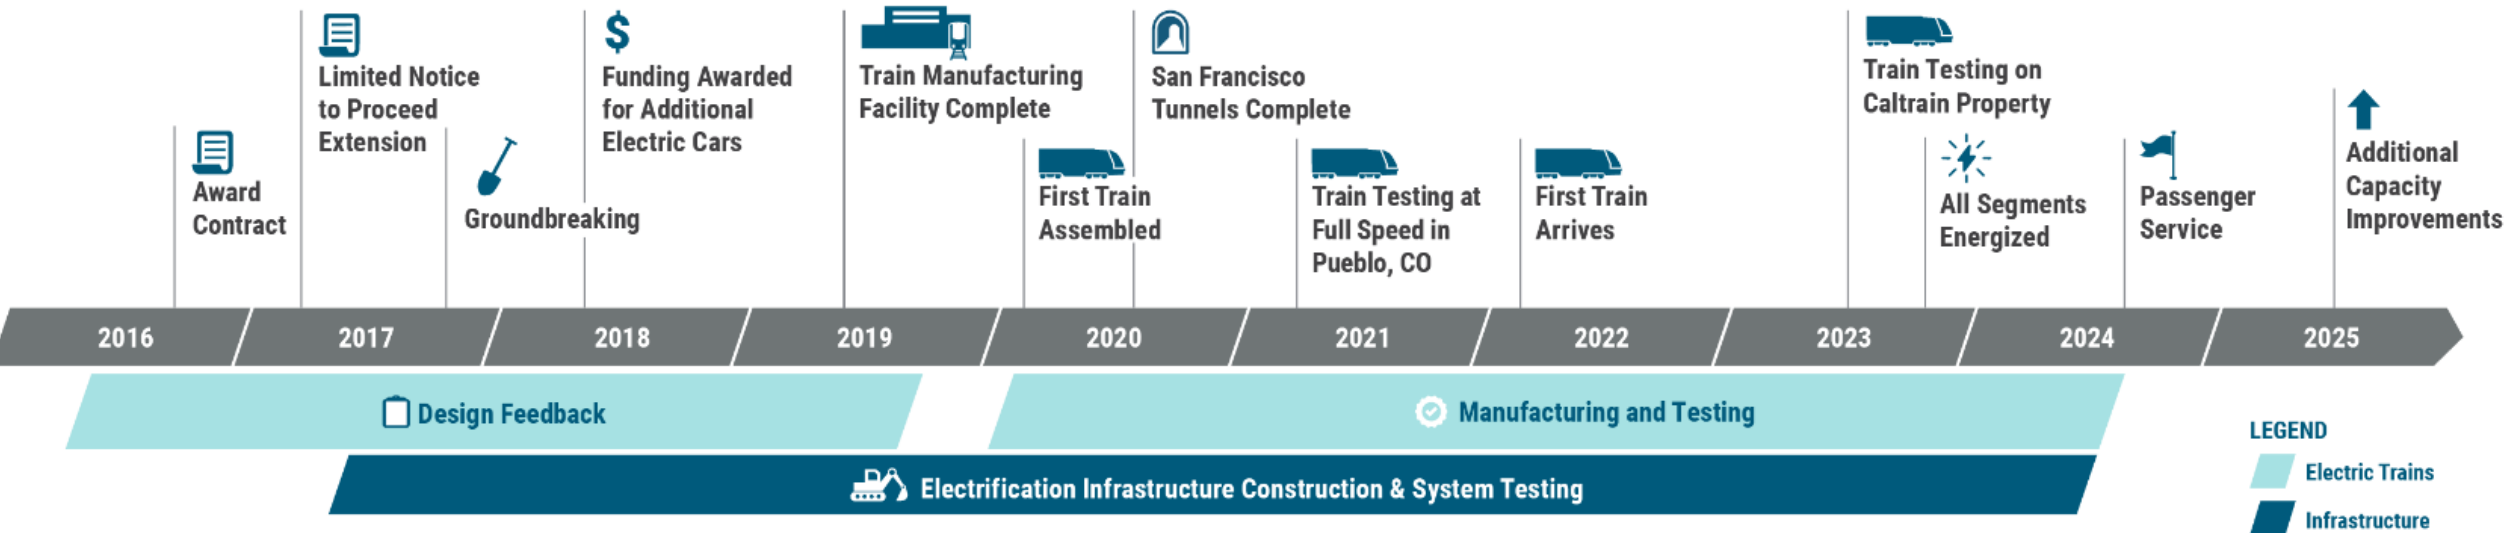 Limited Notice
to Proceed
Extension
Funding Awarded
for Additional
Electric Cars
Train Manufacturing
Facility Complete
San Francisco
Tunnels Complete
Train Testing on
Caltrain Property
Award
Contract
Groundbreaking
First Train
Assembled
Train Testing at
Full Speed in
Pueblo, CO
First Train
Arrives
All Segments
Energized
Passenger
Service
Additional
Capacity
Improvements
2016 2017 2018 2019 2020 2021 2022 2023 2024 2025
Design Feedback
Manufacturing and Testing
Electrification Infrastructure Construction & System Testing
LEGEND
Electric Trains
Infrastructure